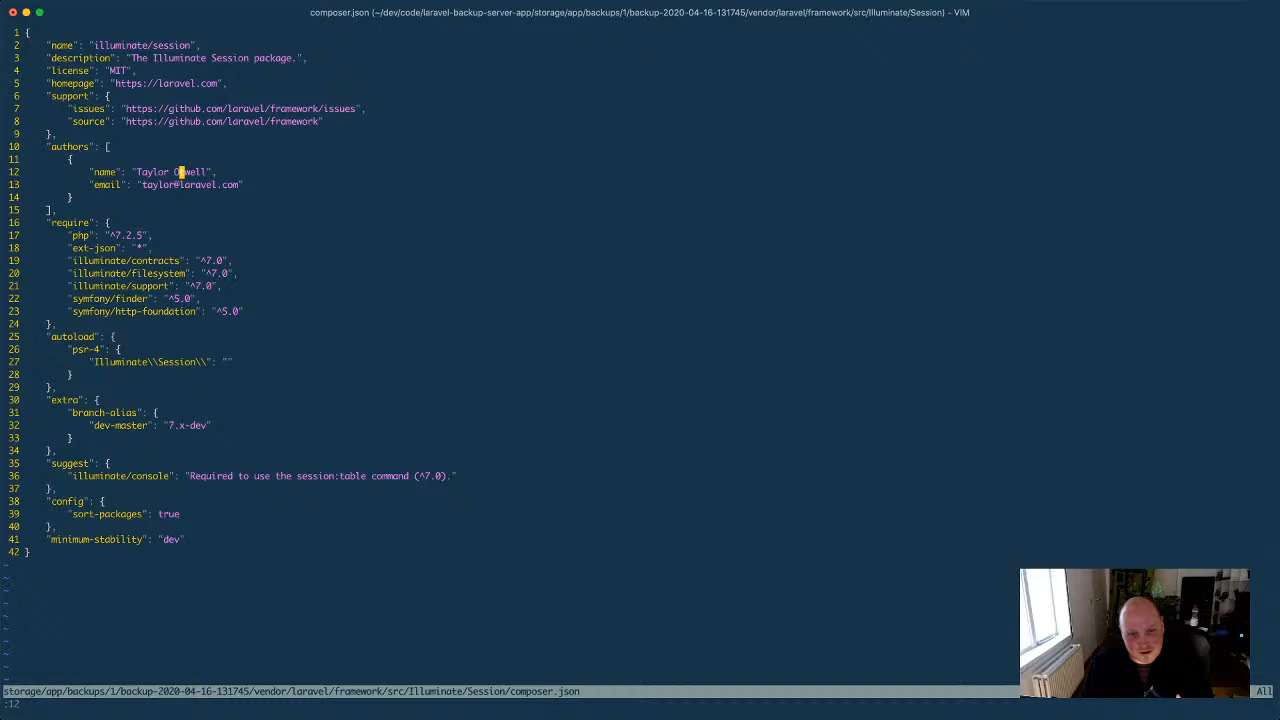 composer.json (~/dev/code/laravel-backup-server-app/storage/app/backups/1/backup-2020-04-16-131745/vendor/laravel/framework/src/Illuminate/Session) - VIM
1 {
2 "name": "illuminate/session",
3 "description": "The Illuminate Session package.",
4 "license": "MIT",
5 "homepage": "https://laravel.com",
6 "support": {
7 "issues": "https://github.com/laravel/framework/issues",
8 "source": "https://github.com/laravel/framework"
9 },
10 "authors": [
11 {
12 "name": "Taylor Otwell",
13 "email": "taylor@laravel.com"
14 }
15 ],
16 "require": {
17 "php": "^7.2.5",
18 "ext-json": "*",
19 "illuminate/contracts": "^7.0",
20 "illuminate/filesystem": "^7.0",
21 "illuminate/support": "^7.0",
22 "symfony/finder": "^5.0",
23 "symfony/http-foundation": "^5.0"
24 },
25 "autoload": {
26 "psr-4": {
27 "Illuminate\\Session\\": ""
28 }
29 },
30 "extra": {
31 "branch-alias": {
32 "dev-master": "7.x-dev"
33 }
34 },
35 "suggest": {
36 "illuminate/console": "Required to use the session:table command (^7.0)."
37 },
38 "config": {
39 "sort-packages": true
40 },
41 "minimum-stability": "dev"
42 }
~
~
~
~
~
~
~
~
~
~
storage/app/backups/1/backup-2020-04-16-131745/vendor/laravel/framework/src/Illuminate/Session/composer.json All
:12